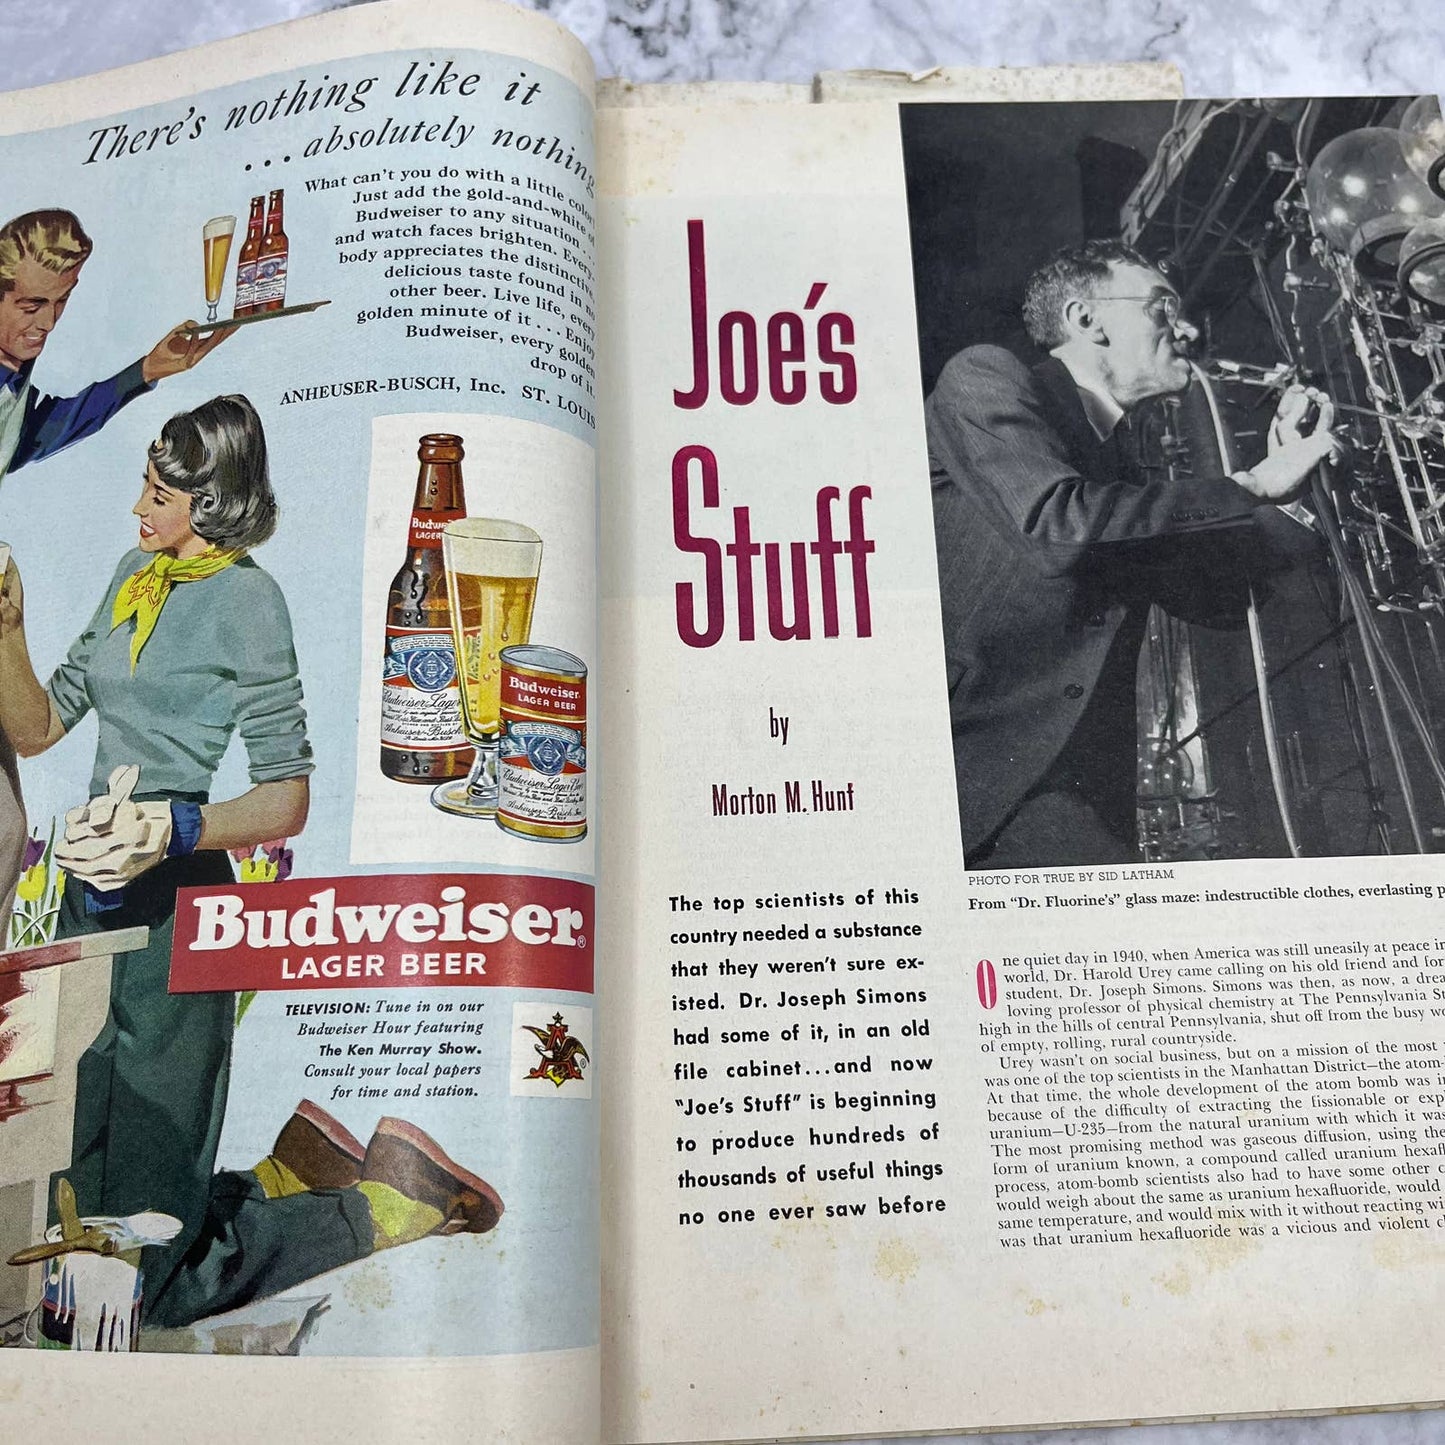 There's nothing like it
...absolutely nothing
What can't you do with a little color!
Just add the gold-and-white of
Budweiser to any situation . . .
and watch faces brighten. Every-
body appreciates the distinctive,
delicious taste found in no
other beer. Live life, every
golden minute of it . . . Enjoy
Budweiser, every golden
drop of it.
ANHEUSER-BUSCH, Inc. ST. LOUIS
Budweiser
LAGER
Budweiser Lager
Anheuser-Busch
Budweiser
LAGER BEER
Budweiser Lager Beer
Anheuser-Busch, Inc.
Budweiser®
LAGER BEER
TELEVISION: Tune in on our
Budweiser Hour featuring
The Ken Murray Show.
Consult your local papers
for time and station.
Joe's
Stuff
by
Morton M. Hunt
The top scientists of this
country needed a substance
that they weren't sure ex-
isted. Dr. Joseph Simons
had some of it, in an old
file cabinet...and now
"Joe's Stuff" is beginning
to produce hundreds of
thousands of useful things
no one ever saw before
PHOTO FOR TRUE BY SID LATHAM
From "Dr. Fluorine's" glass maze: indestructible clothes, everlasting
One quiet day in 1940, when America was still uneasily at peace
world, Dr. Harold Urey came calling on his old friend and
student, Dr. Joseph Simons. Simons was then, as now, a
loving professor of physical chemistry at The Pennsylvania
high in the hills of central Pennsylvania, shut off from the busy
of empty, rolling, rural countryside.
Urey wasn't on social business, but on a mission of the most
was one of the top scientists in the Manhattan District—the atom-
At that time, the whole development of the atom bomb was
because of the difficulty of extracting the fissionable or
uranium—U-235—from the natural uranium with which it was
The most promising method was gaseous diffusion, using the
form of uranium known, a compound called uranium
process, atom-bomb scientists also had to have some other
would weigh about the same as uranium hexafluoride, would
same temperature, and would mix with it without reacting
was that uranium hexafluoride was a vicious and violent